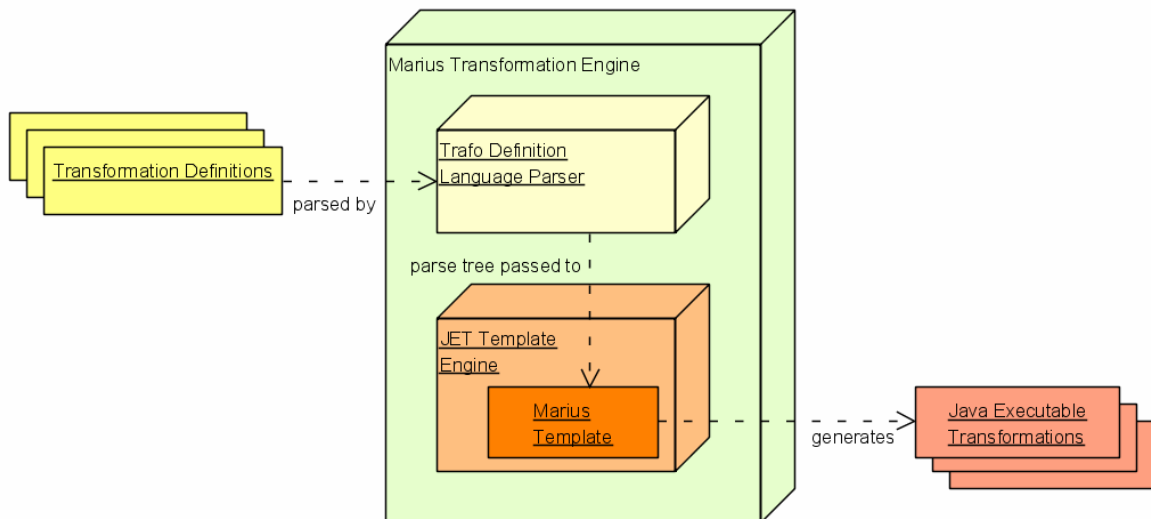 Marius Transformation Engine
Trafo Definition
Language Parser
Transformation Definitions
parsed by
parse tree passed to
JET Template
Engine
Marius
Template
generates
Java Executable
Transformations